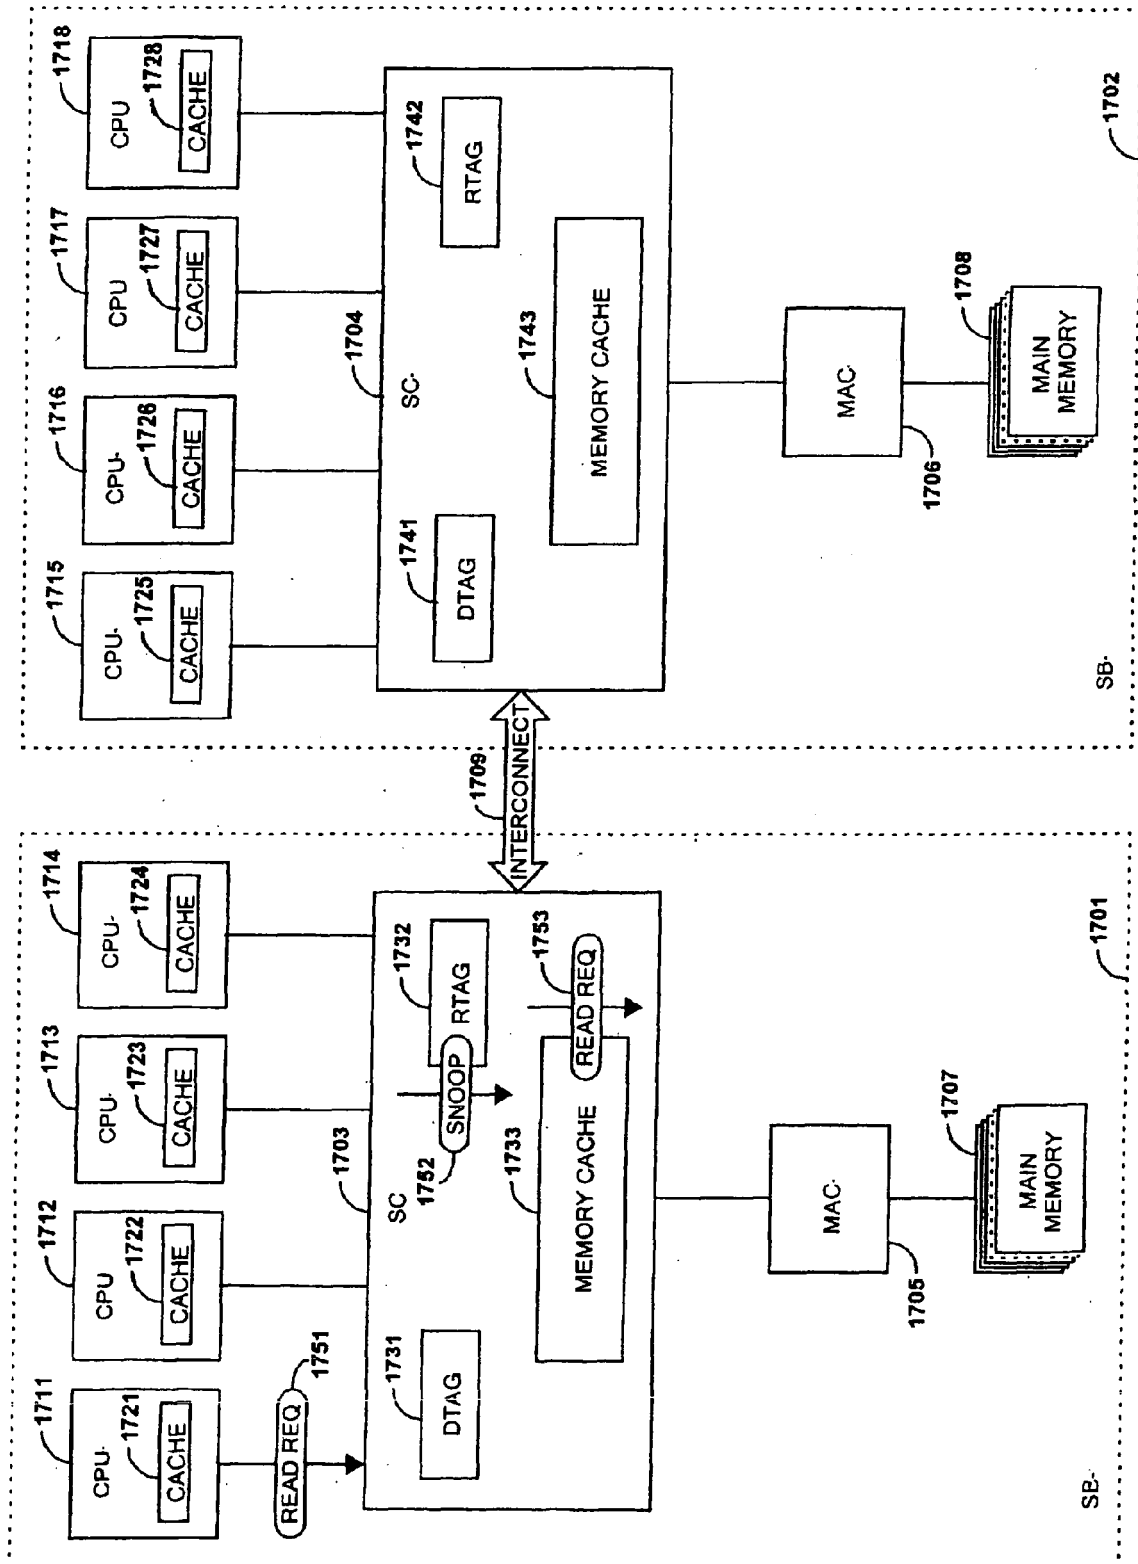 1711
CPU-
1721
CACHE
1712
CPU
1722
CACHE
1713
CPU-
1723
CACHE
1714
CPU-
1724
CACHE
1715
CPU-
1725
CACHE
1716
CPU-
1726
CACHE
1717
CPU
1727
CACHE
1718
CPU
1728
CACHE
READ REQ
1751
1703
SC
1731
DTAG
1752
SNOOP
1732
RTAG
1733
MEMORY CACHE
1753
READ REQ
1709
INTERCONNECT
1704
SC-
1741
DTAG
1742
RTAG
1743
MEMORY CACHE
MAC-
1705
1707
MAIN
MEMORY
SB-
1701
MAC-
1706
1708
MAIN
MEMORY
SB-
1702